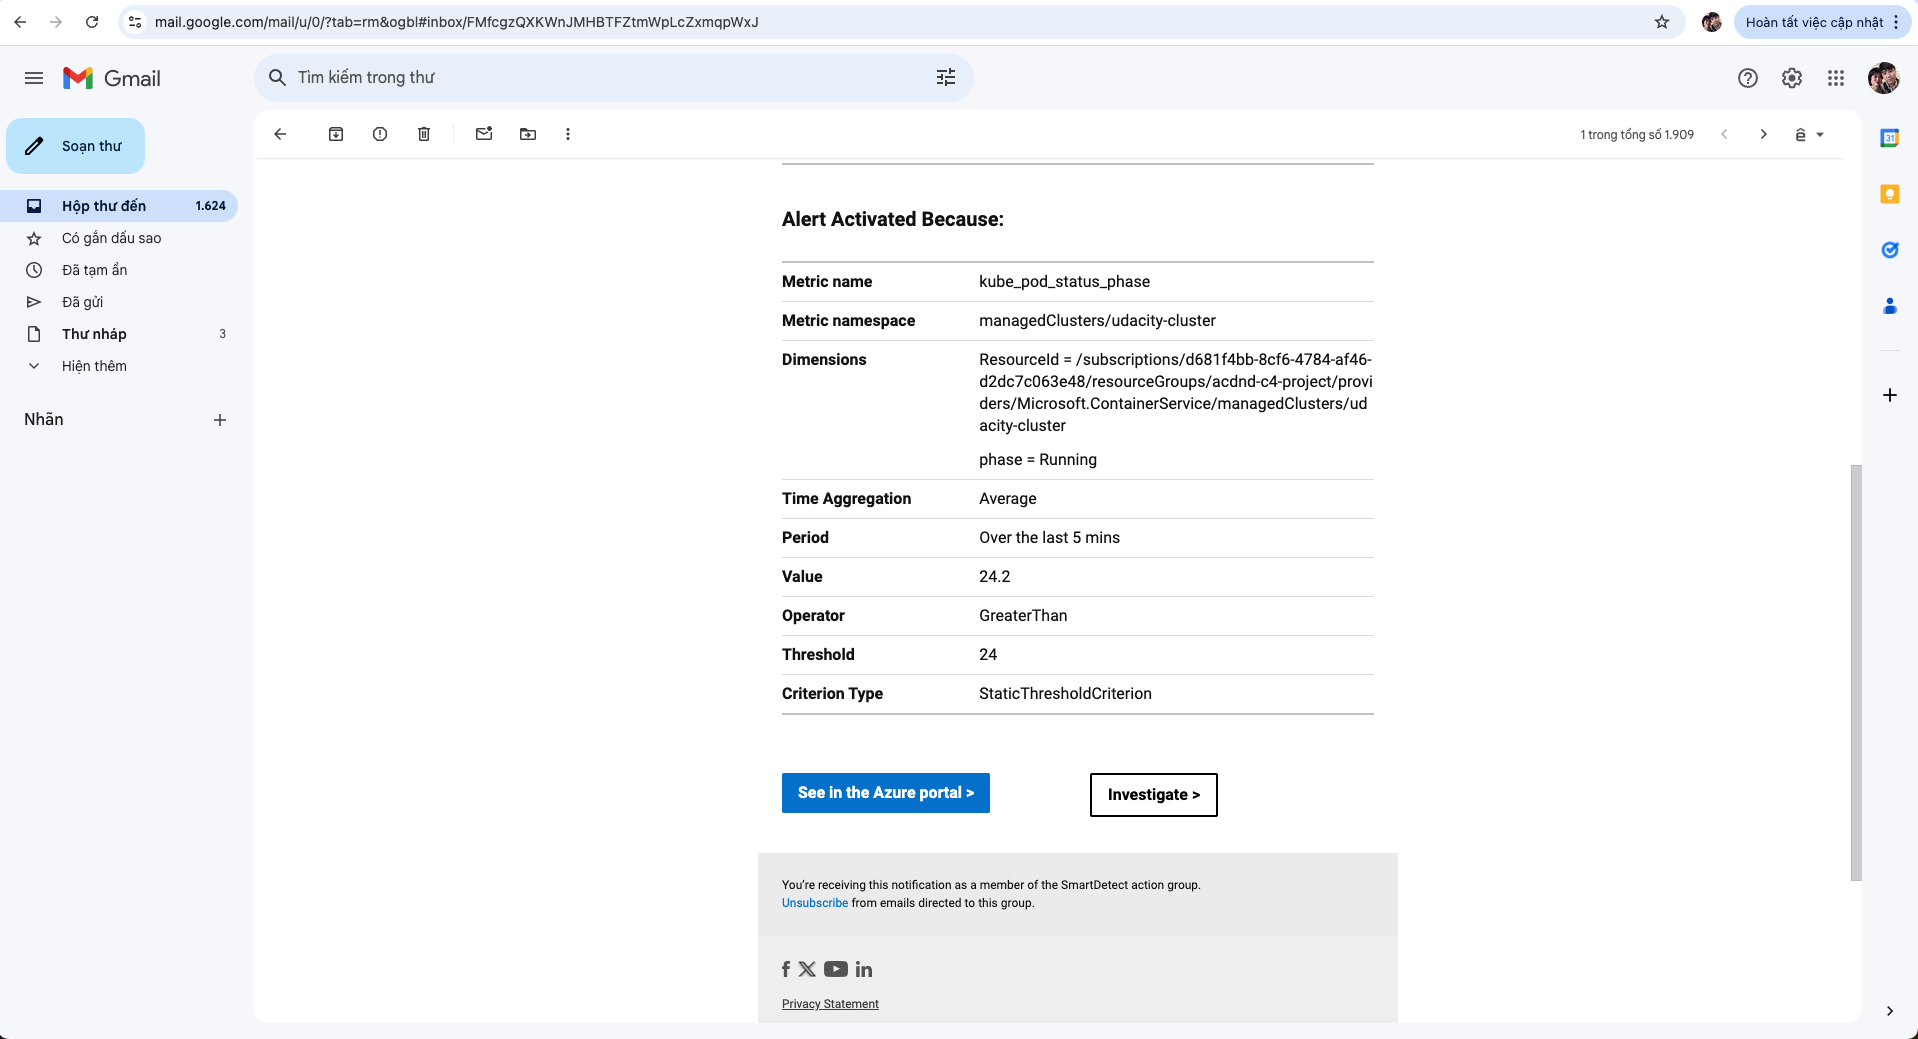 mail.google.com/mail/u/0/?tab=rm&ogbl#inbox/FMfcgzQXKWnJMHBTFZtmWpLcZxmqpWxJ
Hoàn tất việc cập nhật
Gmail
Tìm kiếm trong thư
Soạn thư
1 trong tổng số 1.909
ê
31
Hộp thư đến 1.624
Có gắn dấu sao
Đã tạm ẩn
Đã gửi
Thư nháp 3
Hiện thêm
Nhãn
Alert Activated Because:
Metric name kube_pod_status_phase
Metric namespace managedClusters/udacity-cluster
Dimensions ResourceId = /subscriptions/d681f4bb-8cf6-4784-af46-
d2dc7c063e48/resourceGroups/acdnd-c4-project/provi
ders/Microsoft.ContainerService/managedClusters/ud
acity-cluster
phase = Running
Time Aggregation Average
Period Over the last 5 mins
Value 24.2
Operator GreaterThan
Threshold 24
Criterion Type StaticThresholdCriterion
See in the Azure portal >
Investigate >
You’re receiving this notification as a member of the SmartDetect action group.
Unsubscribe from emails directed to this group.
Privacy Statement